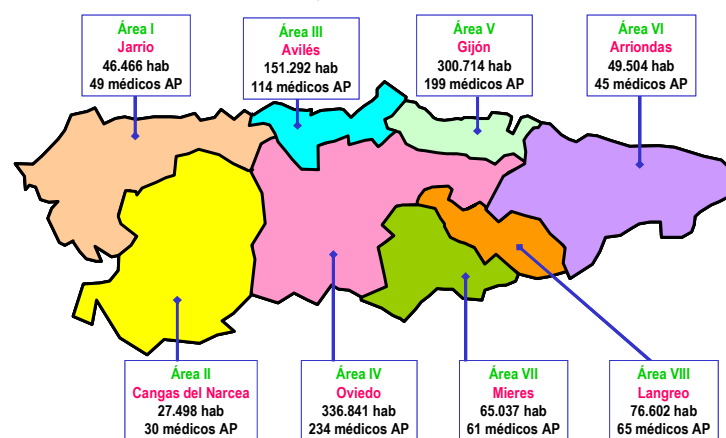 Área I
Jarrio
46.466 hab
49 médicos AP
Área III
Avilés
151.292 hab
114 médicos AP
Área V
Gijón
300.714 hab
199 médicos AP
Área VI
Arriondas
49.504 hab
45 médicos AP
Área II
Cangas del Narcea
27.498 hab
30 médicos AP
Área IV
Oviedo
336.841 hab
234 médicos AP
Área VII
Mieres
65.037 hab
61 médicos AP
Área VIII
Langreo
76.602 hab
65 médicos AP